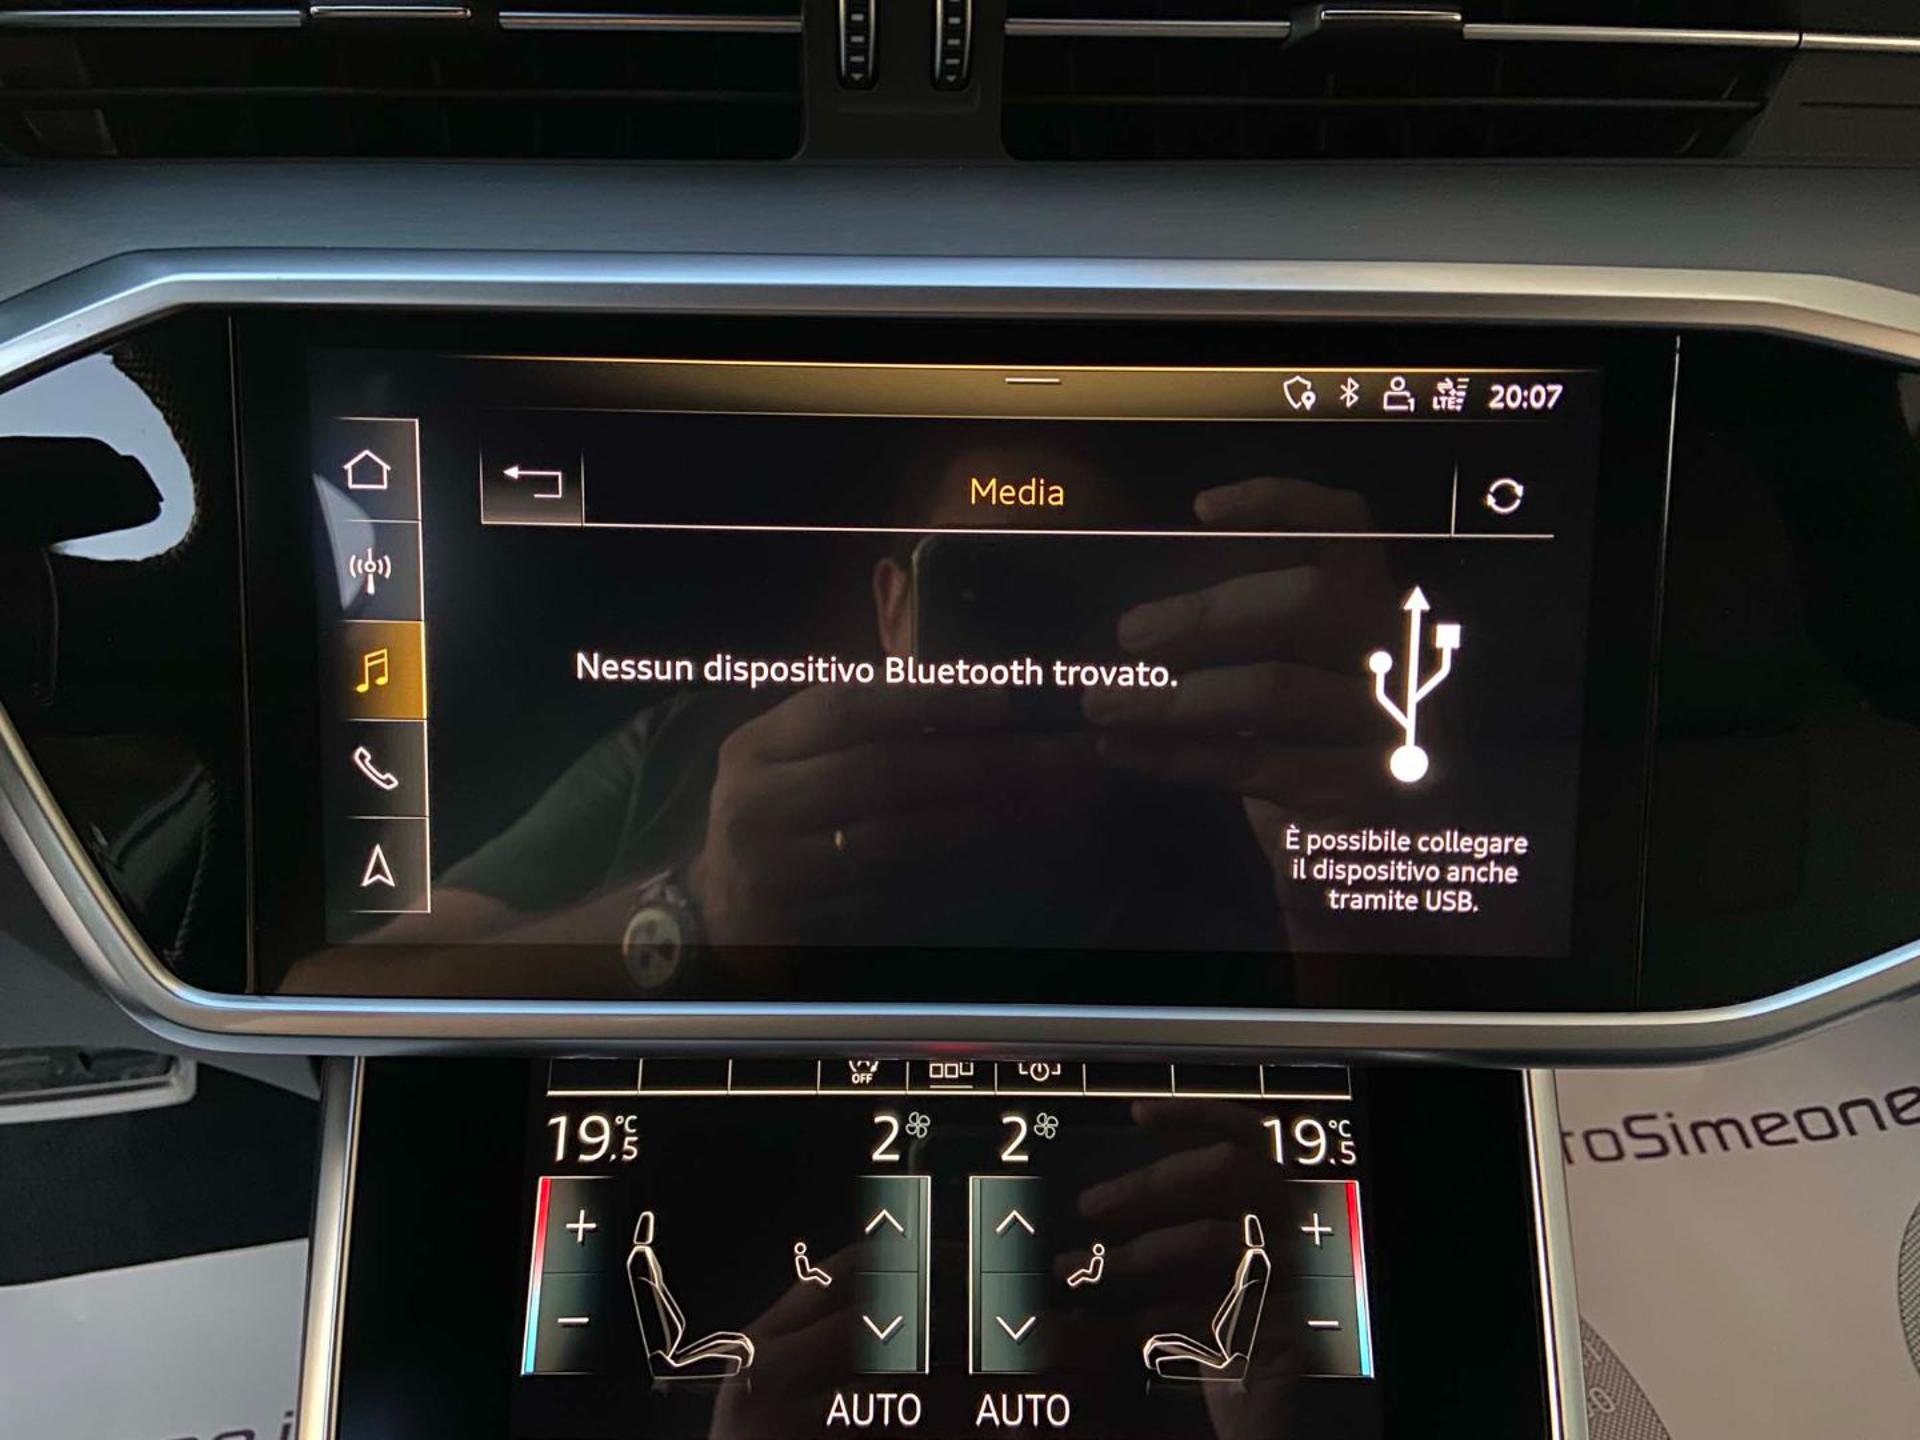 LTE 20:07
Media
Nessun dispositivo Bluetooth trovato.
È possibile collegare
il dispositivo anche
tramite USB.
OFF
19.5 °C 2 2 19.5 °C
AUTO AUTO